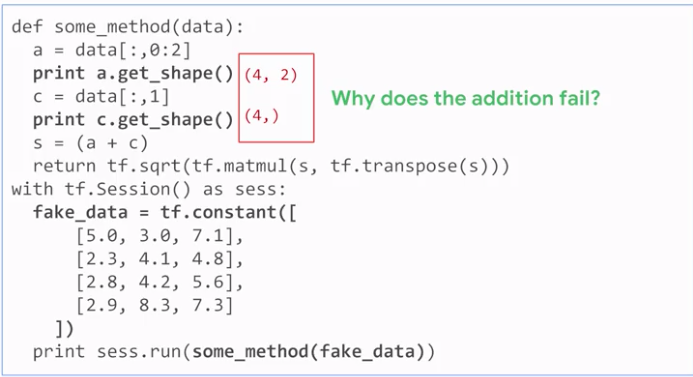 def some_method(data):
a = data[:,0:2]
print a.get_shape() (4, 2)
c = data[:,1]
print c.get_shape() (4,)
Why does the addition fail?
s = (a + c)
return tf.sqrt(tf.matmul(s, tf.transpose(s)))
with tf.Session() as sess:
fake_data = tf.constant([
[5.0, 3.0, 7.1],
[2.3, 4.1, 4.8],
[2.8, 4.2, 5.6],
[2.9, 8.3, 7.3]
])
print sess.run(some_method(fake_data))